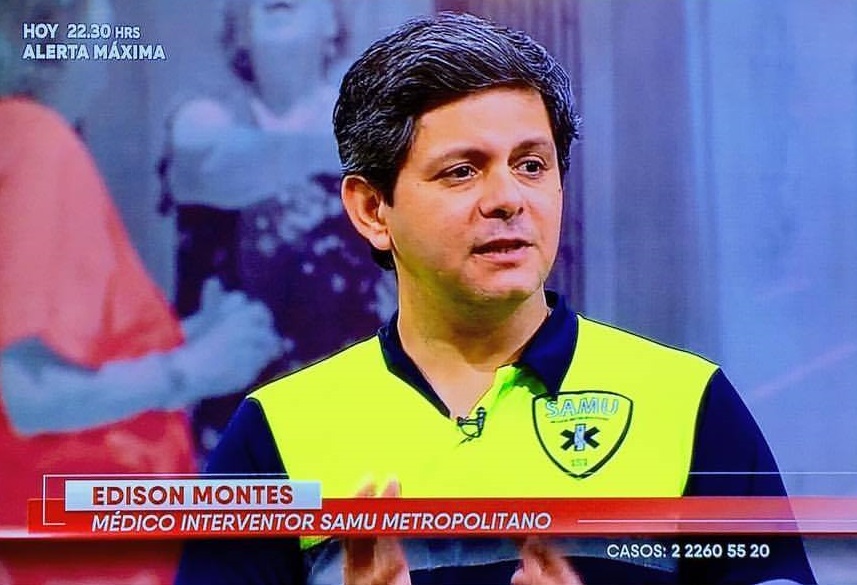 HOY 22.30 HRS
ALERTA MÁXIMA
SAMU
EDISON MONTES
MÉDICO INTERVENTOR SAMU METROPOLITANO
CASOS: 2 2260 55 20